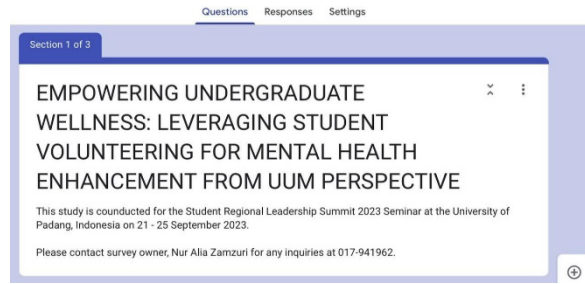 Questions Responses Settings
Section 1 of 3
EMPOWERING UNDERGRADUATE
WELLNESS: LEVERAGING STUDENT
VOLUNTEERING FOR MENTAL HEALTH
ENHANCEMENT FROM UUM PERSPECTIVE
This study is counducted for the Student Regional Leadership Summit 2023 Seminar at the University of
Padang, Indonesia on 21 - 25 September 2023.
Please contact survey owner, Nur Alia Zamzuri for any inquiries at 017-941962.